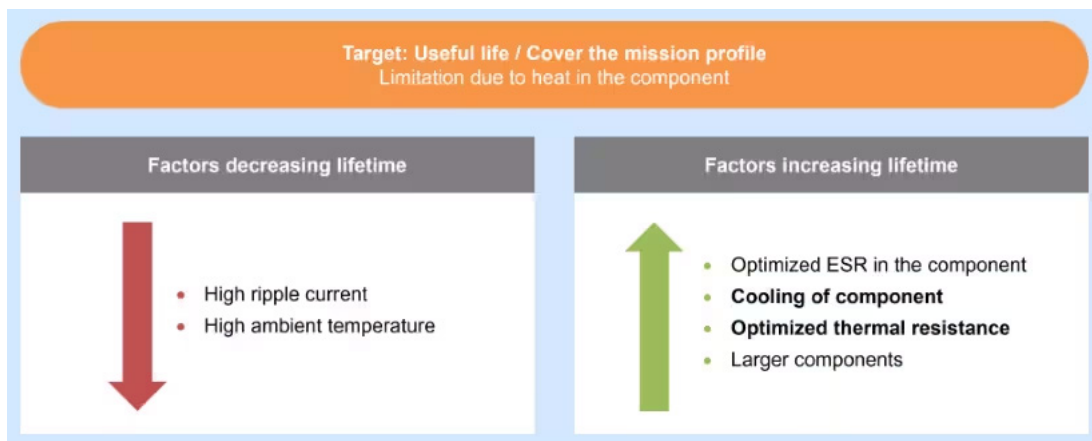 Target: Useful life / Cover the mission profile
Limitation due to heat in the component
Factors decreasing lifetime
High ripple current
High ambient temperature
Factors increasing lifetime
Optimized ESR in the component
Cooling of component
Optimized thermal resistance
Larger components